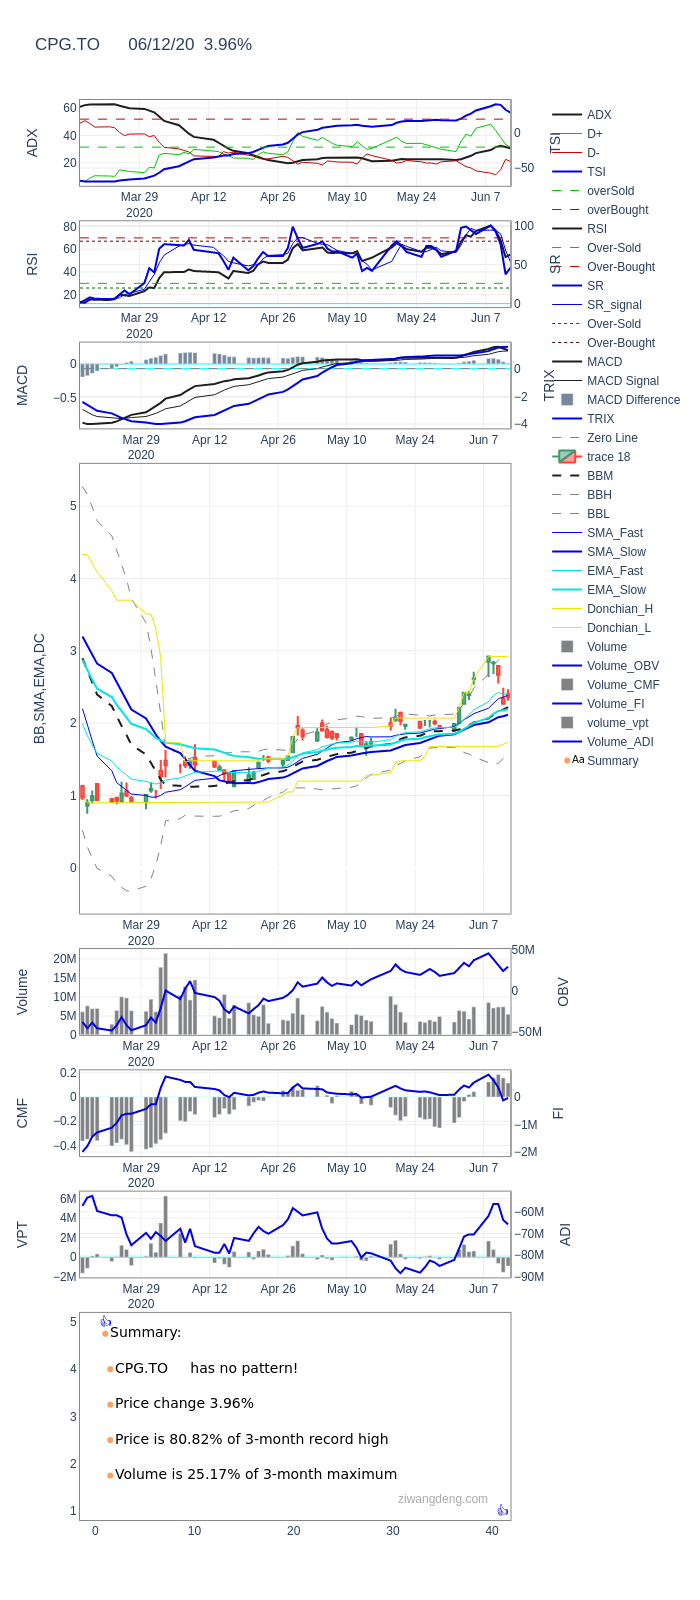 CPG.TO 06/12/20 3.96%
60
40
20
ADX
0
−50
TSI
Mar 29 Apr 12 Apr 26 May 10 May 24 Jun 7
2020
80
60
40
20
RSI
100
50
0
SR
Mar 29 Apr 12 Apr 26 May 10 May 24 Jun 7
2020
0
−0.5
MACD
0
−2
−4
TRIX
Mar 29 Apr 12 Apr 26 May 10 May 24 Jun 7
2020
5
4
3
2
1
0
BB,SMA,EMA,DC
Mar 29 Apr 12 Apr 26 May 10 May 24 Jun 7
2020
20M
15M
10M
5M
0
Volume
50M
0
−50M
OBV
Mar 29 Apr 12 Apr 26 May 10 May 24 Jun 7
2020
0.2
0
−0.2
−0.4
CMF
0
−1M
−2M
FI
Mar 29 Apr 12 Apr 26 May 10 May 24 Jun 7
2020
6M
4M
2M
0
−2M
VPT
−60M
−70M
−80M
−90M
ADI
Mar 29 Apr 12 Apr 26 May 10 May 24 Jun 7
2020
5
4
3
2
1
👍
Summary:
CPG.TO has no pattern!
Price change 3.96%
Price is 80.82% of 3-month record high
Volume is 25.17% of 3-month maximum
ziwangdeng.com
👍
0 10 20 30 40
ADX
D+
D-
TSI
overSold
overBought
RSI
Over-Sold
Over-Bought
SR
SR_signal
Over-Sold
Over-Bought
MACD
MACD Signal
MACD Difference
TRIX
Zero Line
trace 18
BBM
BBH
BBL
SMA_Fast
SMA_Slow
EMA_Fast
EMA_Slow
Donchian_H
Donchian_L
Volume
Volume_OBV
Volume_CMF
Volume_FI
volume_vpt
Volume_ADI
Aa Summary